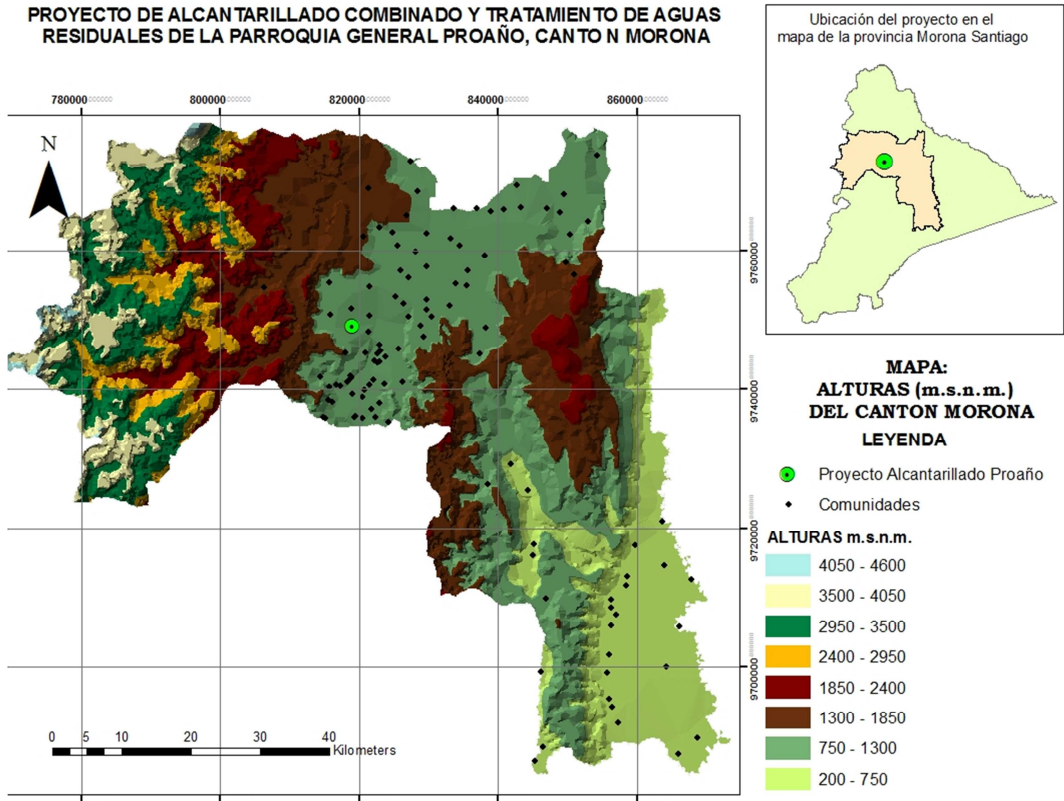 PROYECTO DE ALCANTARILLADO COMBINADO Y TRATAMIENTO DE AGUAS
RESIDUALES DE LA PARROQUIA GENERAL PROAÑO, CANTO N MORONA
Ubicación del proyecto en el
mapa de la provincia Morona Santiago
780000 800000 820000 840000 860000
N
9760000
9740000
9720000
9700000
MAPA:
ALTURAS (m.s.n.m.)
DEL CANTON MORONA
LEYENDA
Proyecto Alcantarillado Proaño
Comunidades
ALTURAS m.s.n.m.
4050 - 4600
3500 - 4050
2950 - 3500
2400 - 2950
1850 - 2400
1300 - 1850
750 - 1300
200 - 750
0 5 10 20 30 40
Kilometers